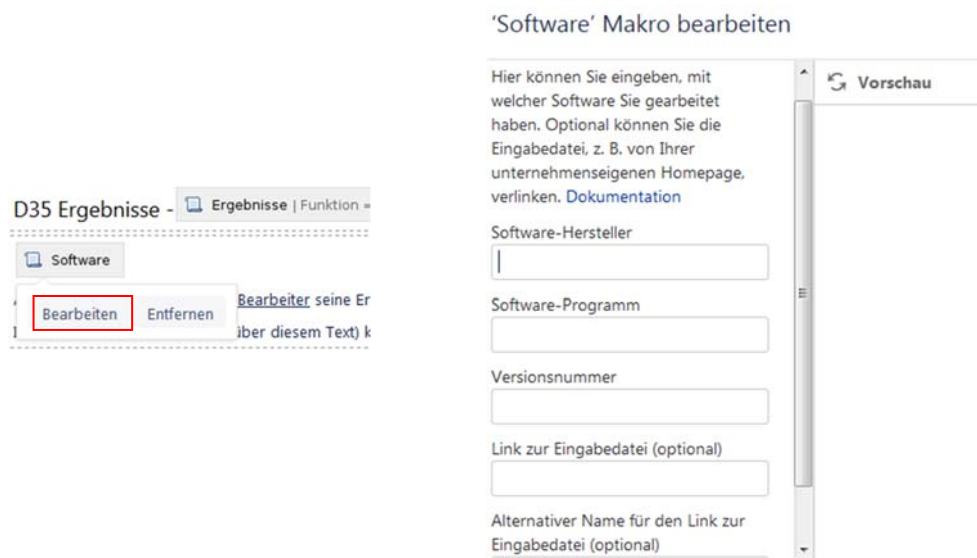 D35 Ergebnisse - Ergebnisse | Funktion =
Software
Bearbeiten Entfernen
Bearbeiter seine Er
über diesem Text) k
'Software' Makro bearbeiten
Hier können Sie eingeben, mit
welcher Software Sie gearbeitet
haben. Optional können Sie die
Eingabedatei, z. B. von Ihrer
unternehmenseigenen Homepage,
verlinken. Dokumentation
Software-Hersteller
Software-Programm
Versionsnummer
Link zur Eingabedatei (optional)
Alternativer Name für den Link zur
Eingabedatei (optional)
Vorschau